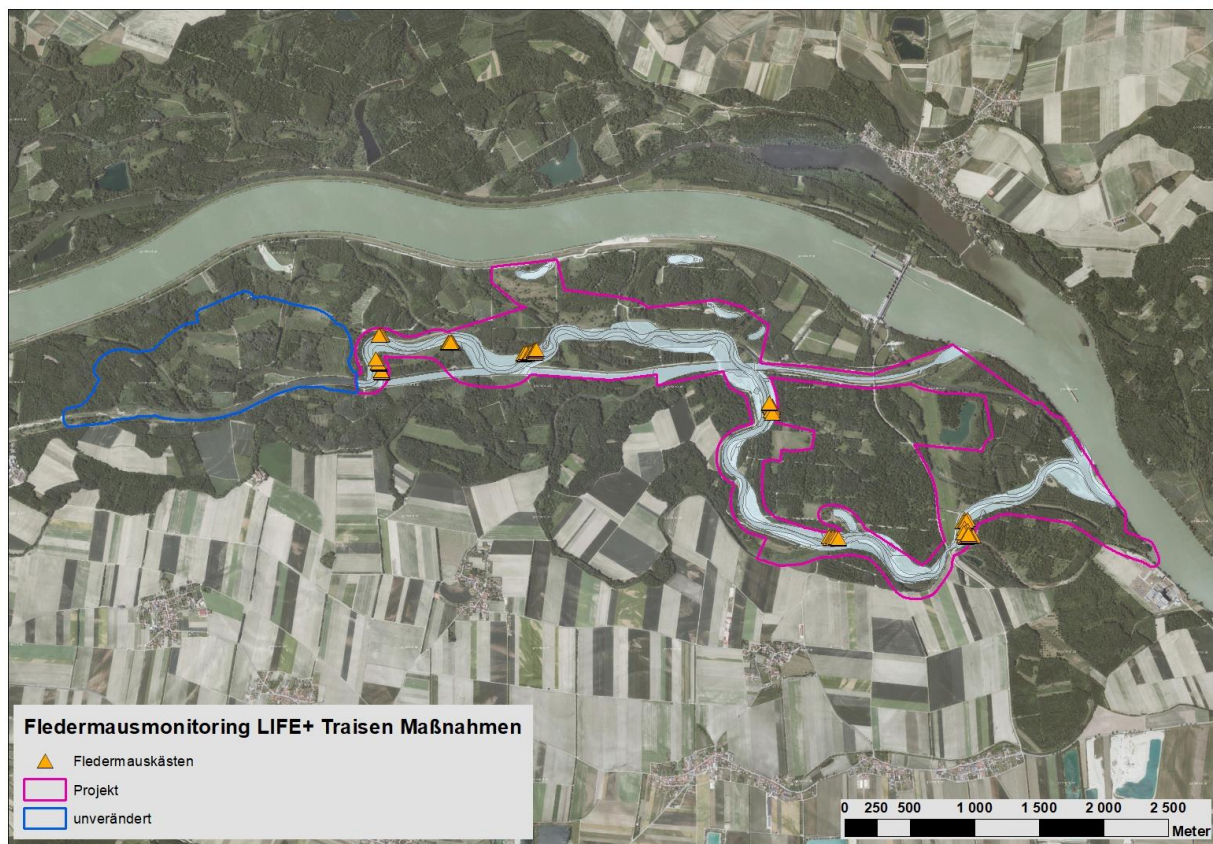 Fledermausmonitoring LIFE+ Traisen Maßnahmen
Fledermauskästen
Projekt
unverändert
0 250 500 1 000 1 500 2 000 2 500
Meter